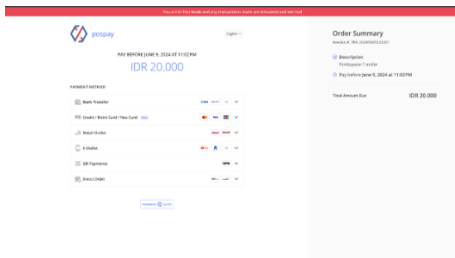 You are in Test Mode and any transactions made are simulated and not real
pospay
English
PAY BEFORE JUNE 9, 2024 AT 11:02 PM
IDR 20.000
PAYMENT METHOD
Bank Transfer
Credit / Debit Card / Visa Card
Retail Outlet
E-Wallet
QR Payments
Direct Debit
Order Summary
Description
Pembayaran Transfer
Pay before June 9, 2024 at 11:02 PM
Total Amount Due
IDR 20.000